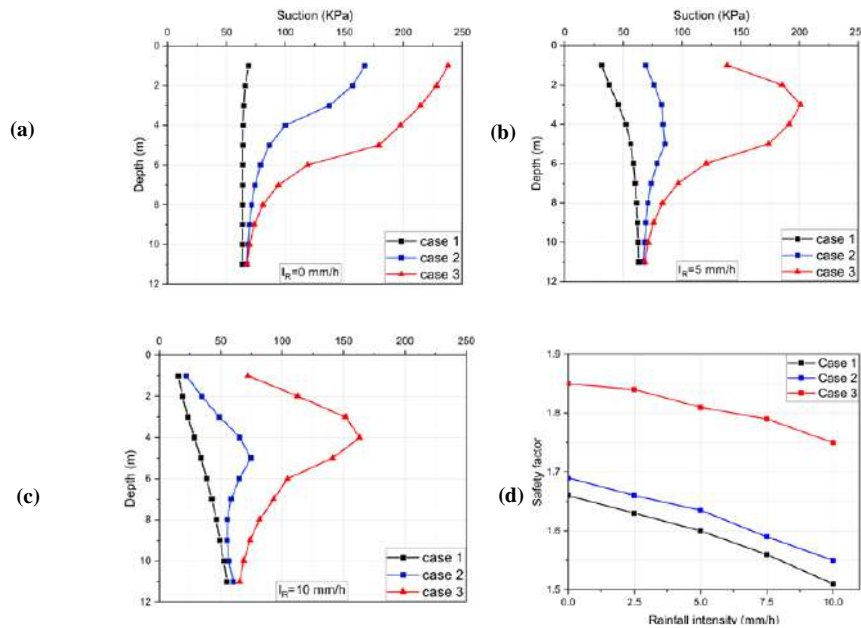 Suction (KPa)
0 50 100 150 200 250
(a)
Depth (m)
0
2
4
6
8
10
12
case 1
case 2
case 3
I_R=0 mm/h
Suction (KPa)
0 50 100 150 200 250
(b)
Depth (m)
0
2
4
6
8
10
12
case 1
case 2
case 3
I_R=5 mm/h
0 50 100 150 200 250
(c)
Depth (m)
0
2
4
6
8
10
12
case 1
case 2
case 3
I_R=10 mm/h
(d)
Safety factor
1.9
1.8
1.7
1.6
1.5
Case 1
Case 2
Case 3
0.0 2.5 5.0 7.5 10.0
Rainfall intensity (mm/h)